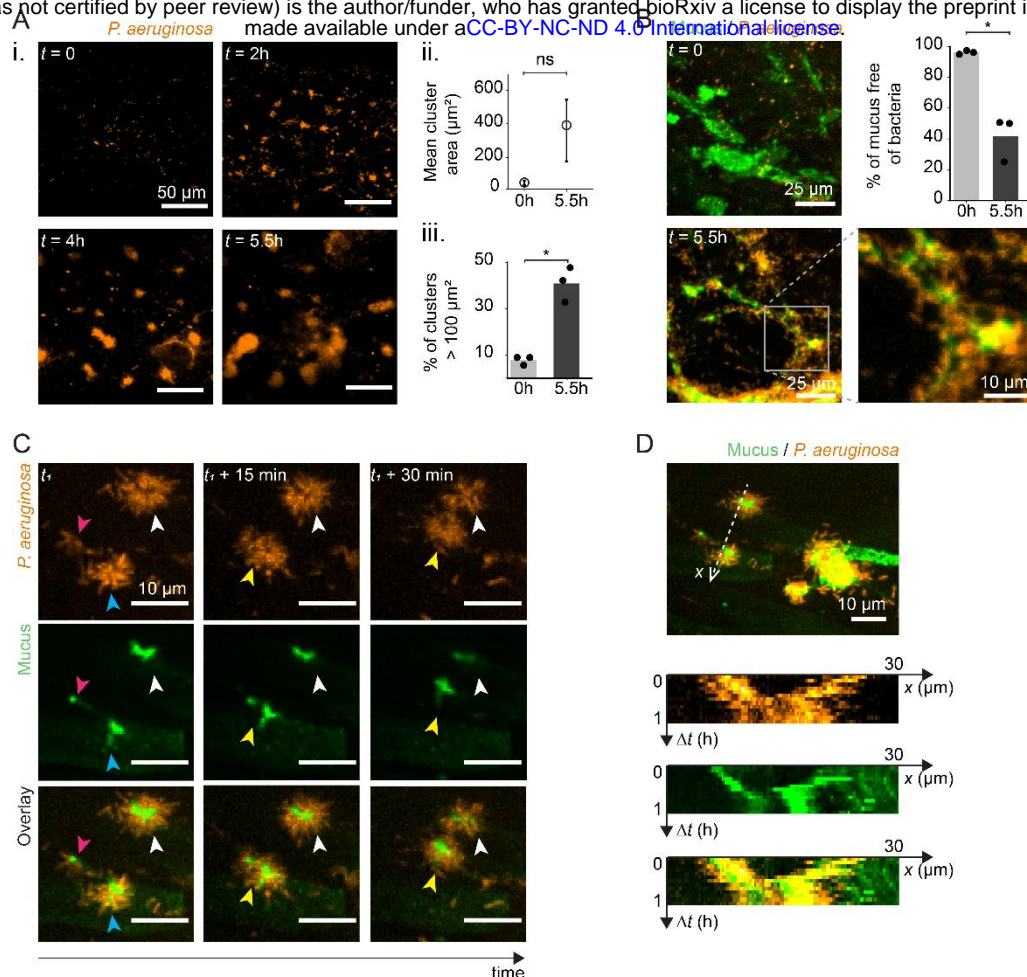 as not certified by peer review) is the author/funder, who has granted bioRxiv a license to display the preprint i
made available under a CC-BY-NC-ND 4.0 International license.
A
P. aeruginosa
i.
t = 0
50 µm
t = 2h
t = 4h
t = 5.5h
ii.
ns
Mean cluster
area (µm²)
600
400
200
0
0h
5.5h
iii.
*
% of clusters
> 100 µm²
50
30
10
0h
5.5h
B
Mucus / P. aeruginosa
t = 0
25 µm
*
% of mucus free
of bacteria
100
80
60
40
20
0
0h
5.5h
t = 5.5h
25 µm
10 µm
C
P. aeruginosa
t₁
t₁ + 15 min
t₁ + 30 min
10 µm
Mucus
Overlay
time
D
Mucus / P. aeruginosa
x
10 µm
30
0
x (µm)
1
Δt (h)
30
0
x (µm)
1
Δt (h)
30
0
x (µm)
1
Δt (h)